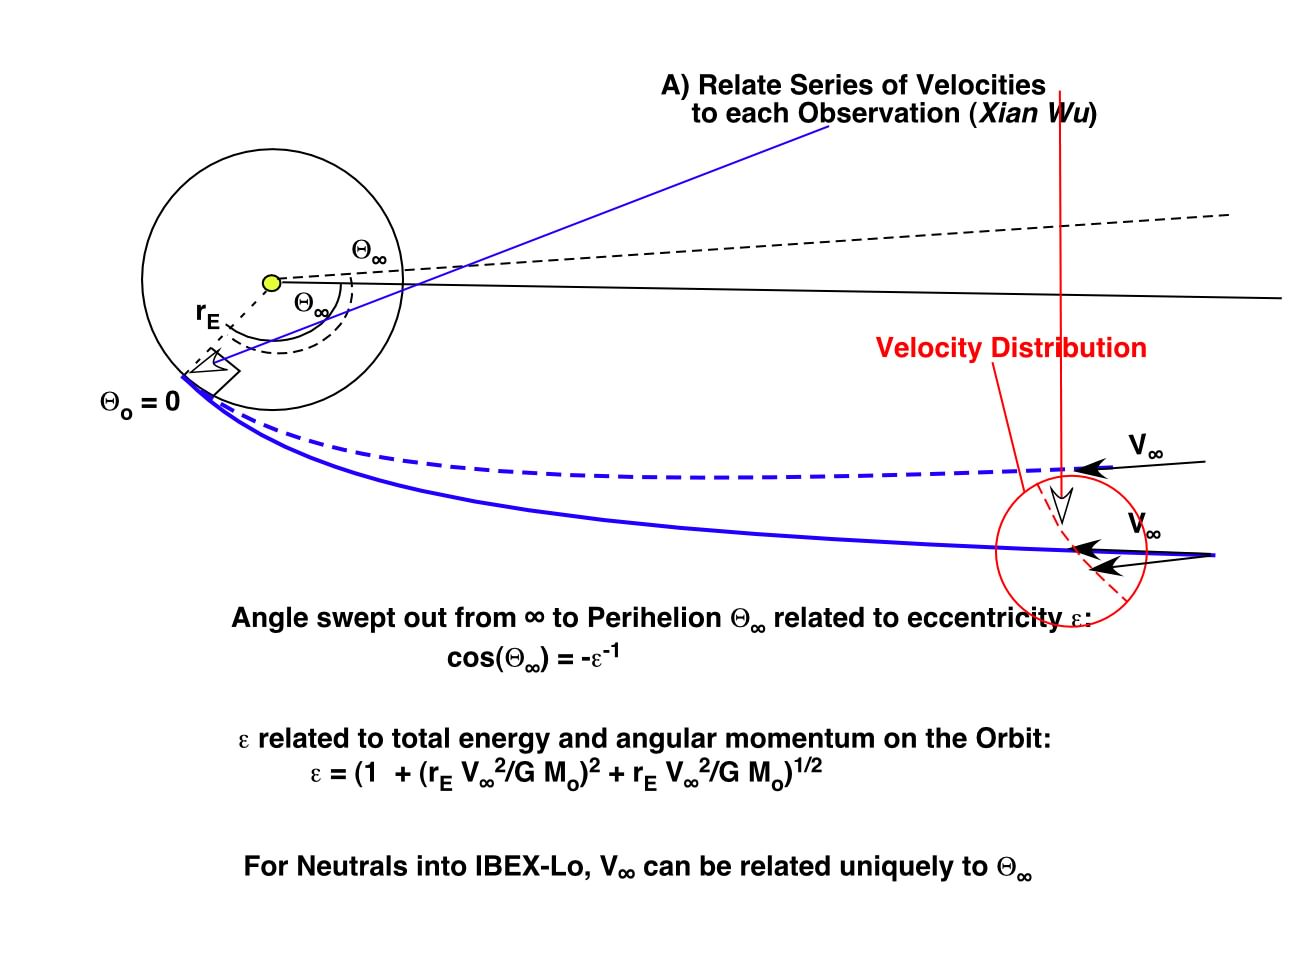 A) Relate Series of Velocities
to each Observation (Xian Wu)
Θ∞
Θ∞
rE
Velocity Distribution
Θo = 0
V∞
V∞
Angle swept out from ∞ to Perihelion Θ∞ related to eccentricity ε:
cos(Θ∞) = -ε-1
ε related to total energy and angular momentum on the Orbit:
ε = (1 + (rE V∞2/G Mo)2 + rE V∞2/G Mo)1/2
For Neutrals into IBEX-Lo, V∞ can be related uniquely to Θ∞